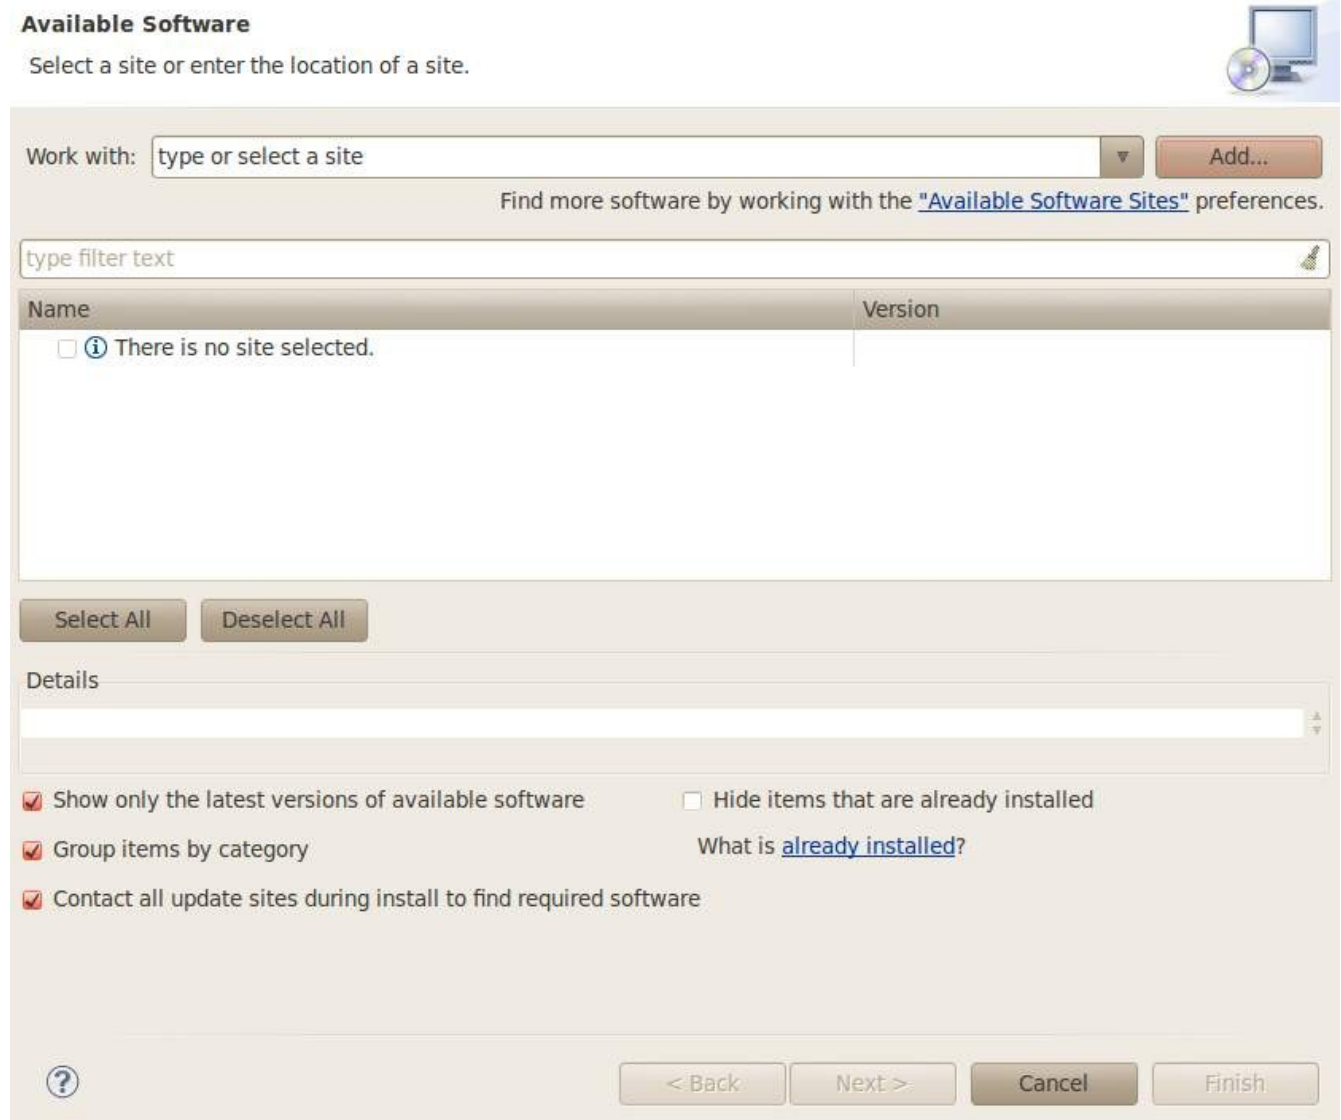 Available Software
Select a site or enter the location of a site.
Work with: type or select a site Add...
Find more software by working with the "Available Software Sites" preferences.
type filter text
Name Version
There is no site selected.
Select All Deselect All
Details
Show only the latest versions of available software Hide items that are already installed
Group items by category What is already installed?
Contact all update sites during install to find required software
? < Back Next > Cancel Finish